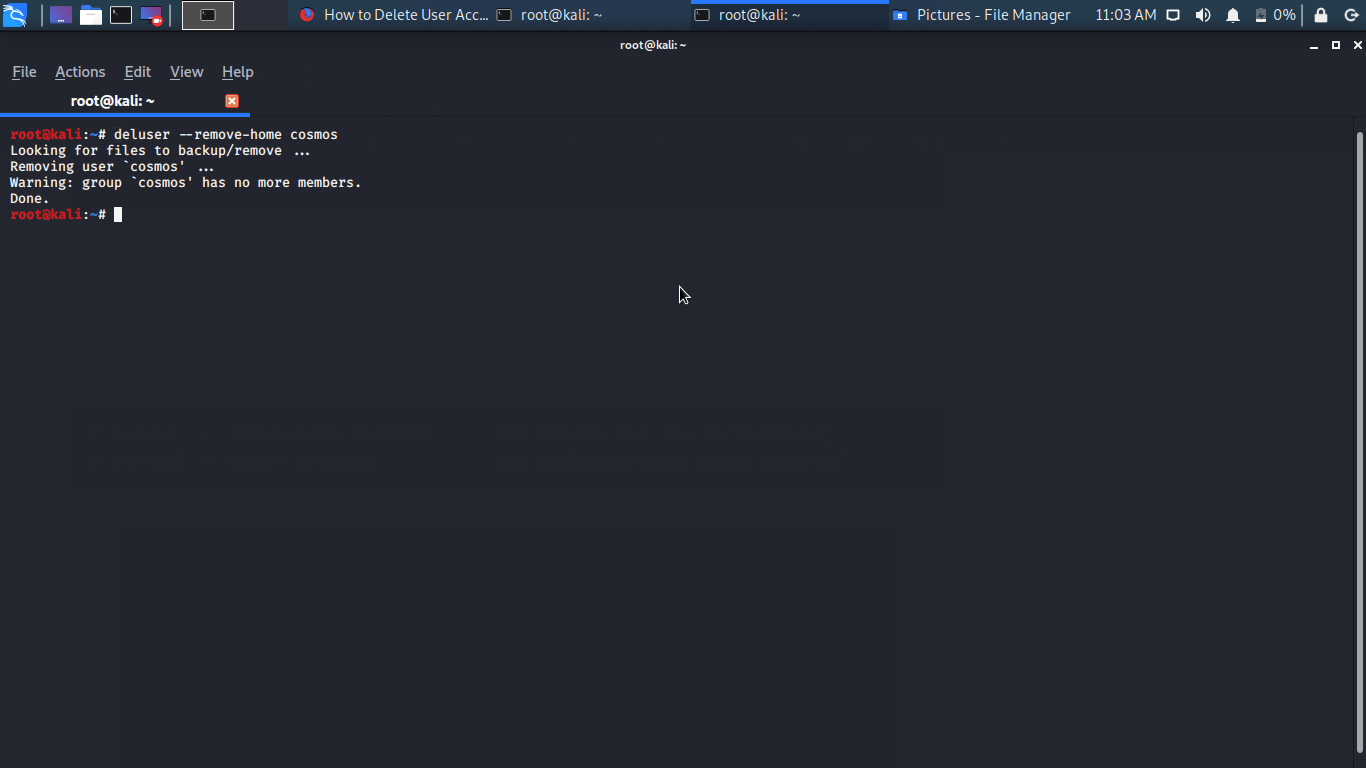 How to Delete User Acc...
root@kali: ~
root@kali: ~
Pictures - File Manager
11:03 AM
0%
root@kali: ~
File Actions Edit View Help
root@kali: ~
root@kali:~# deluser --remove-home cosmos
Looking for files to backup/remove ...
Removing user `cosmos' ...
Warning: group `cosmos' has no more members.
Done.
root@kali:~#